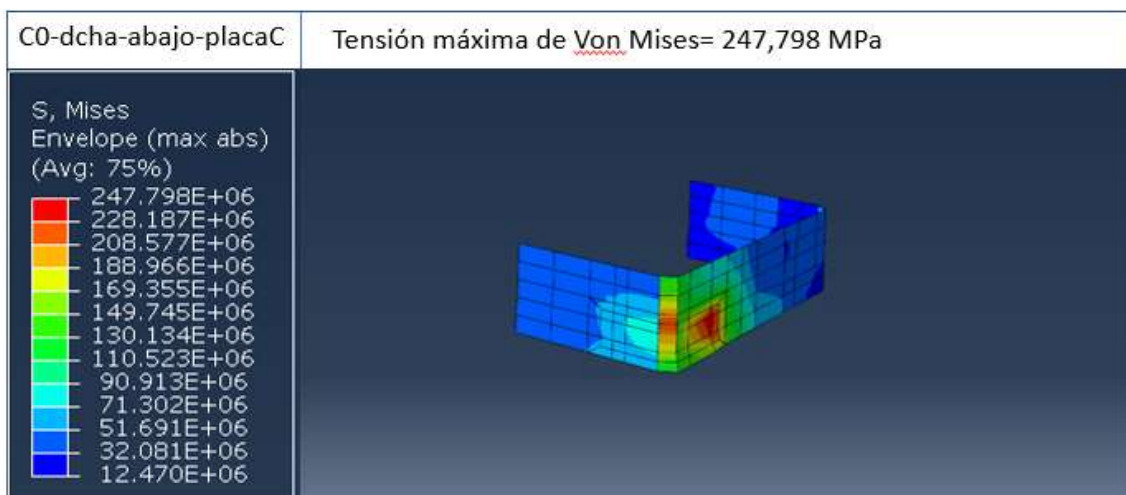 C0-dcha-abajo-placaC
Tensión máxima de Von Mises= 247,798 MPa
S, Mises
Envelope (max abs)
(Avg: 75%)
247.798E+06
228.187E+06
208.577E+06
188.966E+06
169.355E+06
149.745E+06
130.134E+06
110.523E+06
90.913E+06
71.302E+06
51.691E+06
32.081E+06
12.470E+06